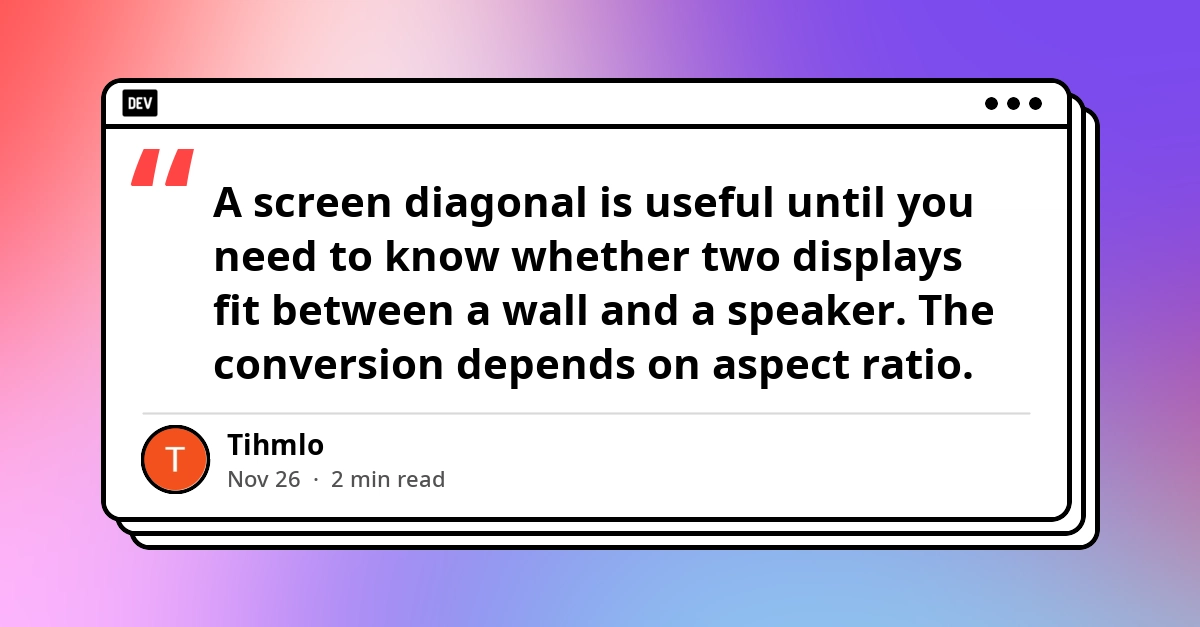 DEV
“
A screen diagonal is useful until you
need to know whether two displays
fit between a wall and a speaker. The
conversion depends on aspect ratio.
T
Tihmlo
Nov 26 · 2 min read